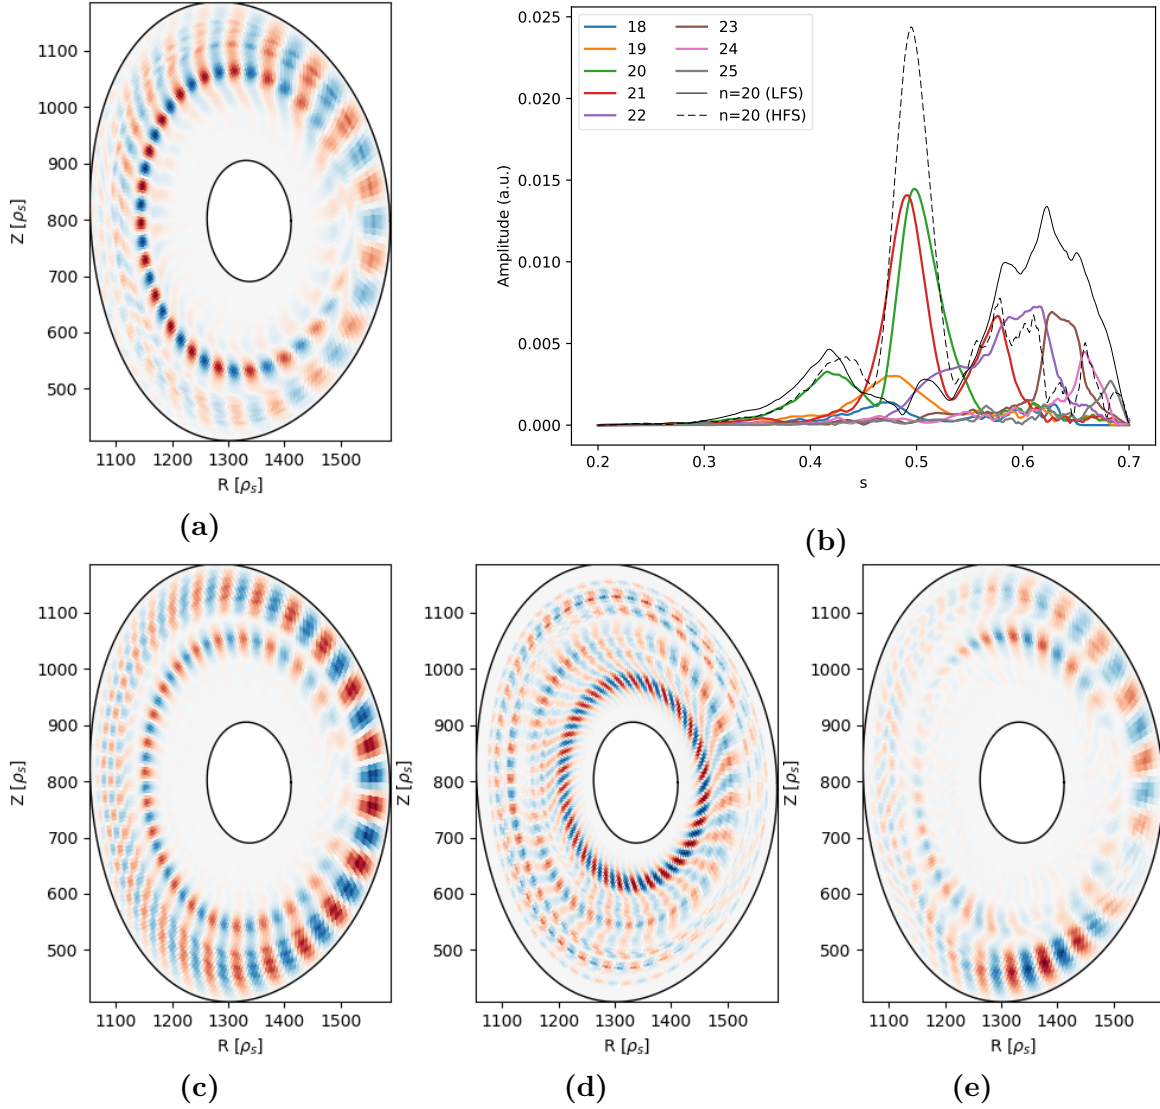 1100
1000
900
800
700
600
500
Z [ρs]
1100 1200 1300 1400 1500
R [ρs]
(a)
0.025
0.020
0.015
0.010
0.005
0.000
Amplitude (a.u.)
18
19
20
21
22
23
24
25
n=20 (LFS)
n=20 (HFS)
0.2 0.3 0.4 0.5 0.6 0.7
s
(b)
1100
1000
900
800
700
600
500
Z [ρs]
1100 1200 1300 1400 1500
R [ρs]
(c)
1100
1000
900
800
700
600
500
Z [ρs]
1100 1200 1300 1400 1500
R [ρs]
(d)
1100
1000
900
800
700
600
500
Z [ρs]
1100 1200 1300 1400 1500
R [ρs]
(e)